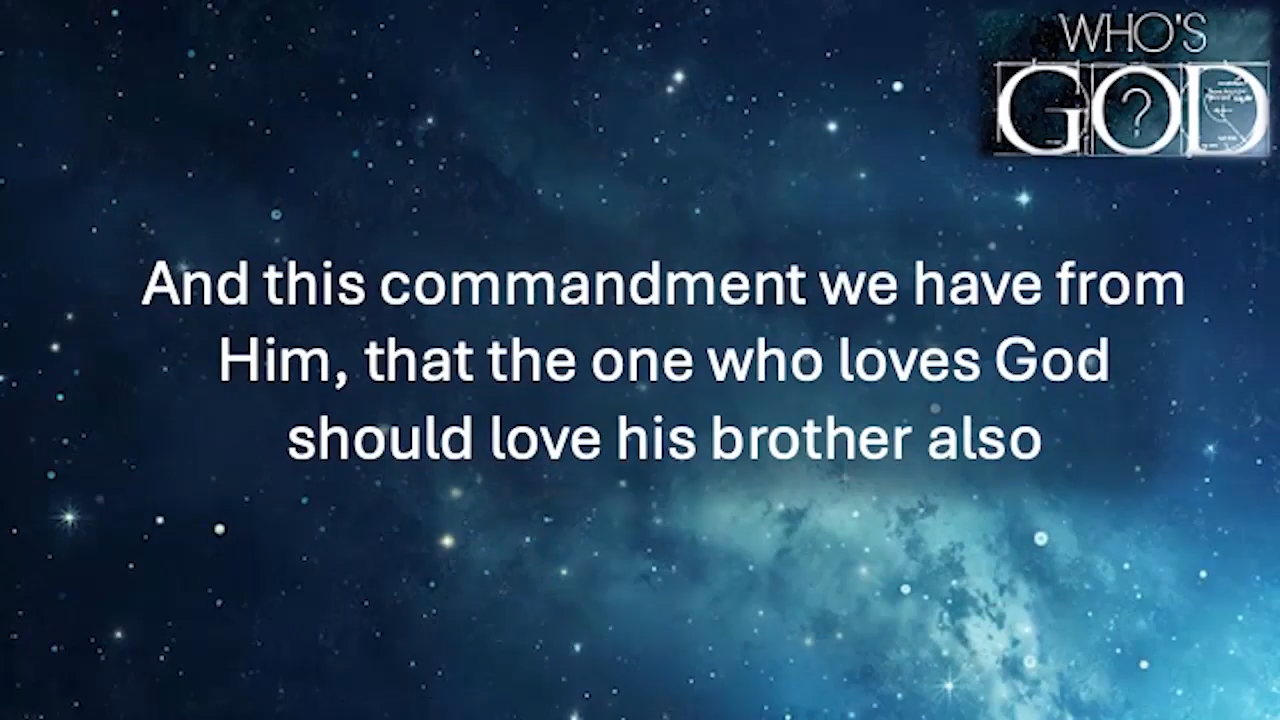 WHO'S
GOD
?
And this commandment we have from
Him, that the one who loves God
should love his brother also